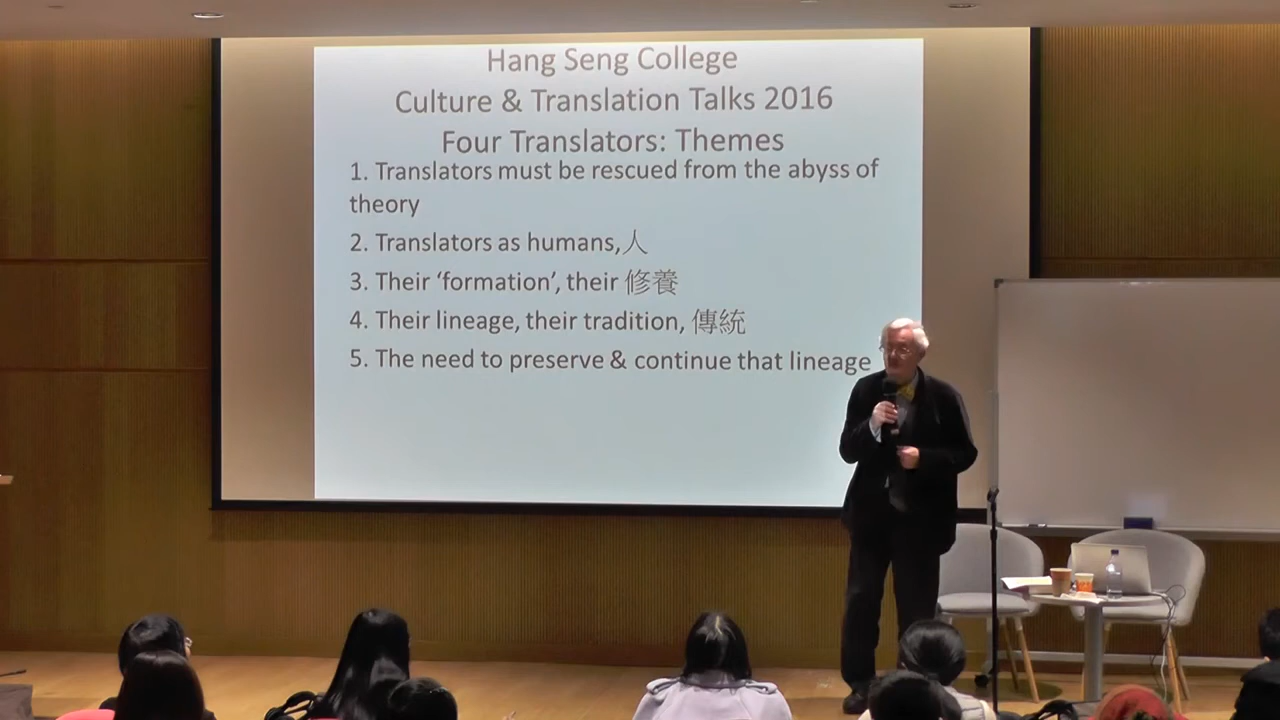 Hang Seng College
Culture & Translation Talks 2016
Four Translators: Themes
1. Translators must be rescued from the abyss of
theory
2. Translators as humans,人
3. Their ‘formation’, their 修養
4. Their lineage, their tradition, 傳統
5. The need to preserve & continue that lineage